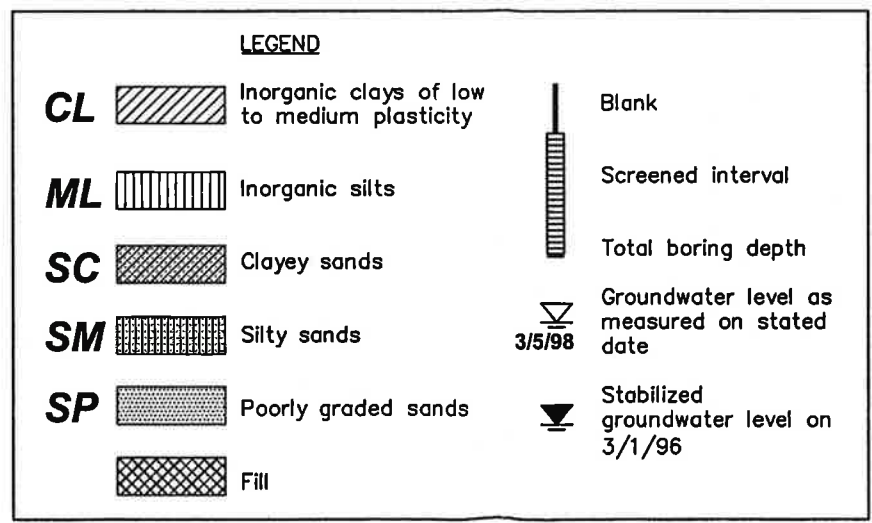 LEGEND
CL
Inorganic clays of low
to medium plasticity
ML
Inorganic silts
SC
Clayey sands
SM
Silty sands
SP
Poorly graded sands
Fill
Blank
Screened interval
Total boring depth
3/5/98
Groundwater level as
measured on stated
date
Stabilized
groundwater level on
3/1/96